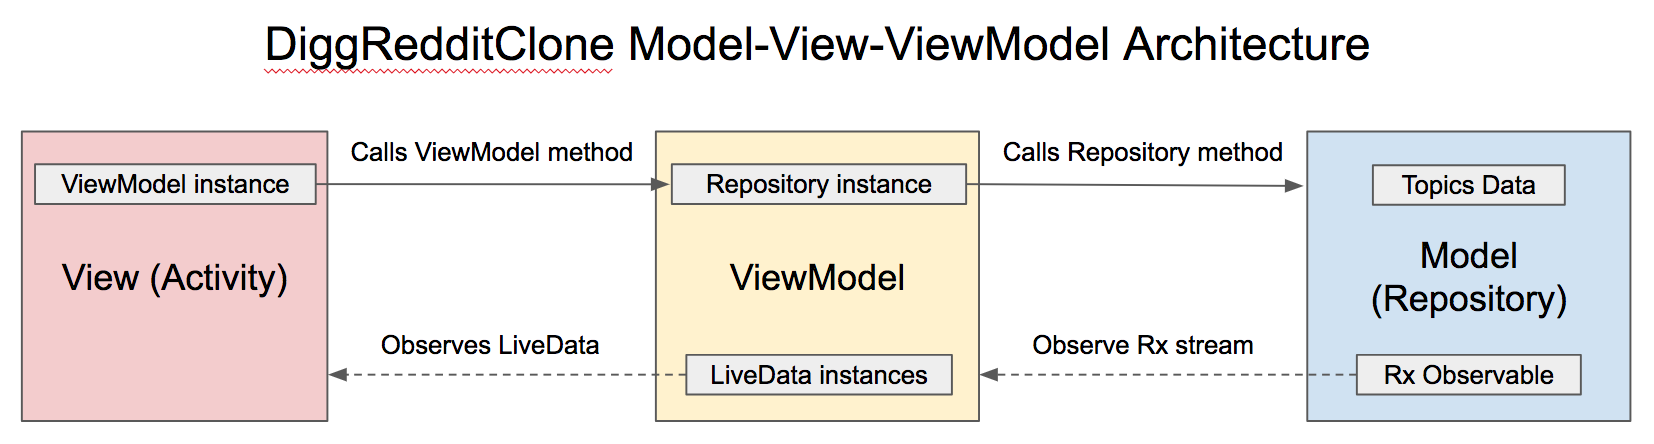 DiggRedditClone Model-View-ViewModel Architecture
Calls ViewModel method
Calls Repository method
ViewModel instance
Repository instance
Topics Data
View (Activity)
ViewModel
Model
(Repository)
Observes LiveData
Observe Rx stream
LiveData instances
Rx Observable